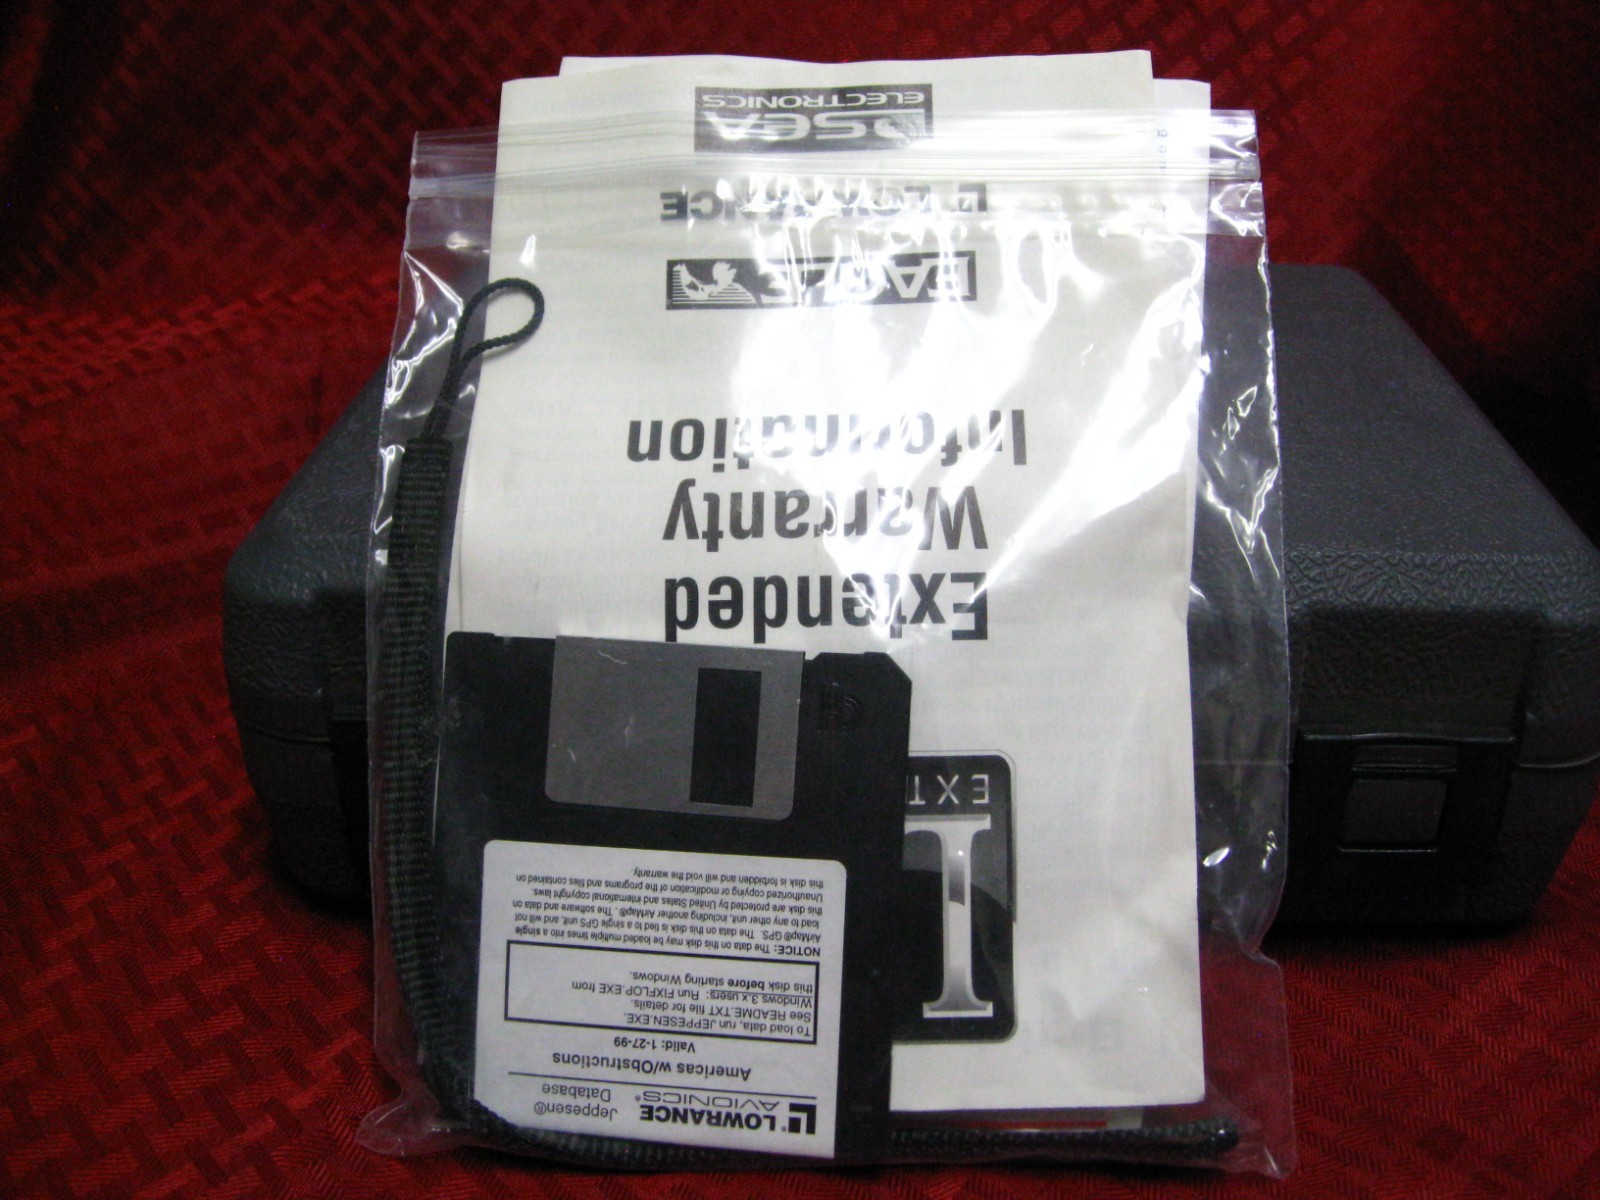 Extended
Warranty
Information
EAGLE
LOWRANCE
LSCA
ELECTRONICS
I
EXT
LOWRANCE®
AVIONICS®
Jeppesen®
Database
Americas w/Obstructions
Valid: 1-27-99
To load data, run JEPPESEN.EXE.
See README.TXT file for details.
Windows 3.x users: Run FIXFLOP.EXE from
this disk before starting Windows.
NOTICE: The data on this disk may be loaded multiple times into a single
AirMap® GPS. The data on this disk is tied to a single GPS unit, and will not
load to any other unit, including another AirMap®. The software and data on
this disk are protected by United States and international copyright laws.
Unauthorized copying or modification of the programs and files contained
this disk is forbidden and will void the warranty.